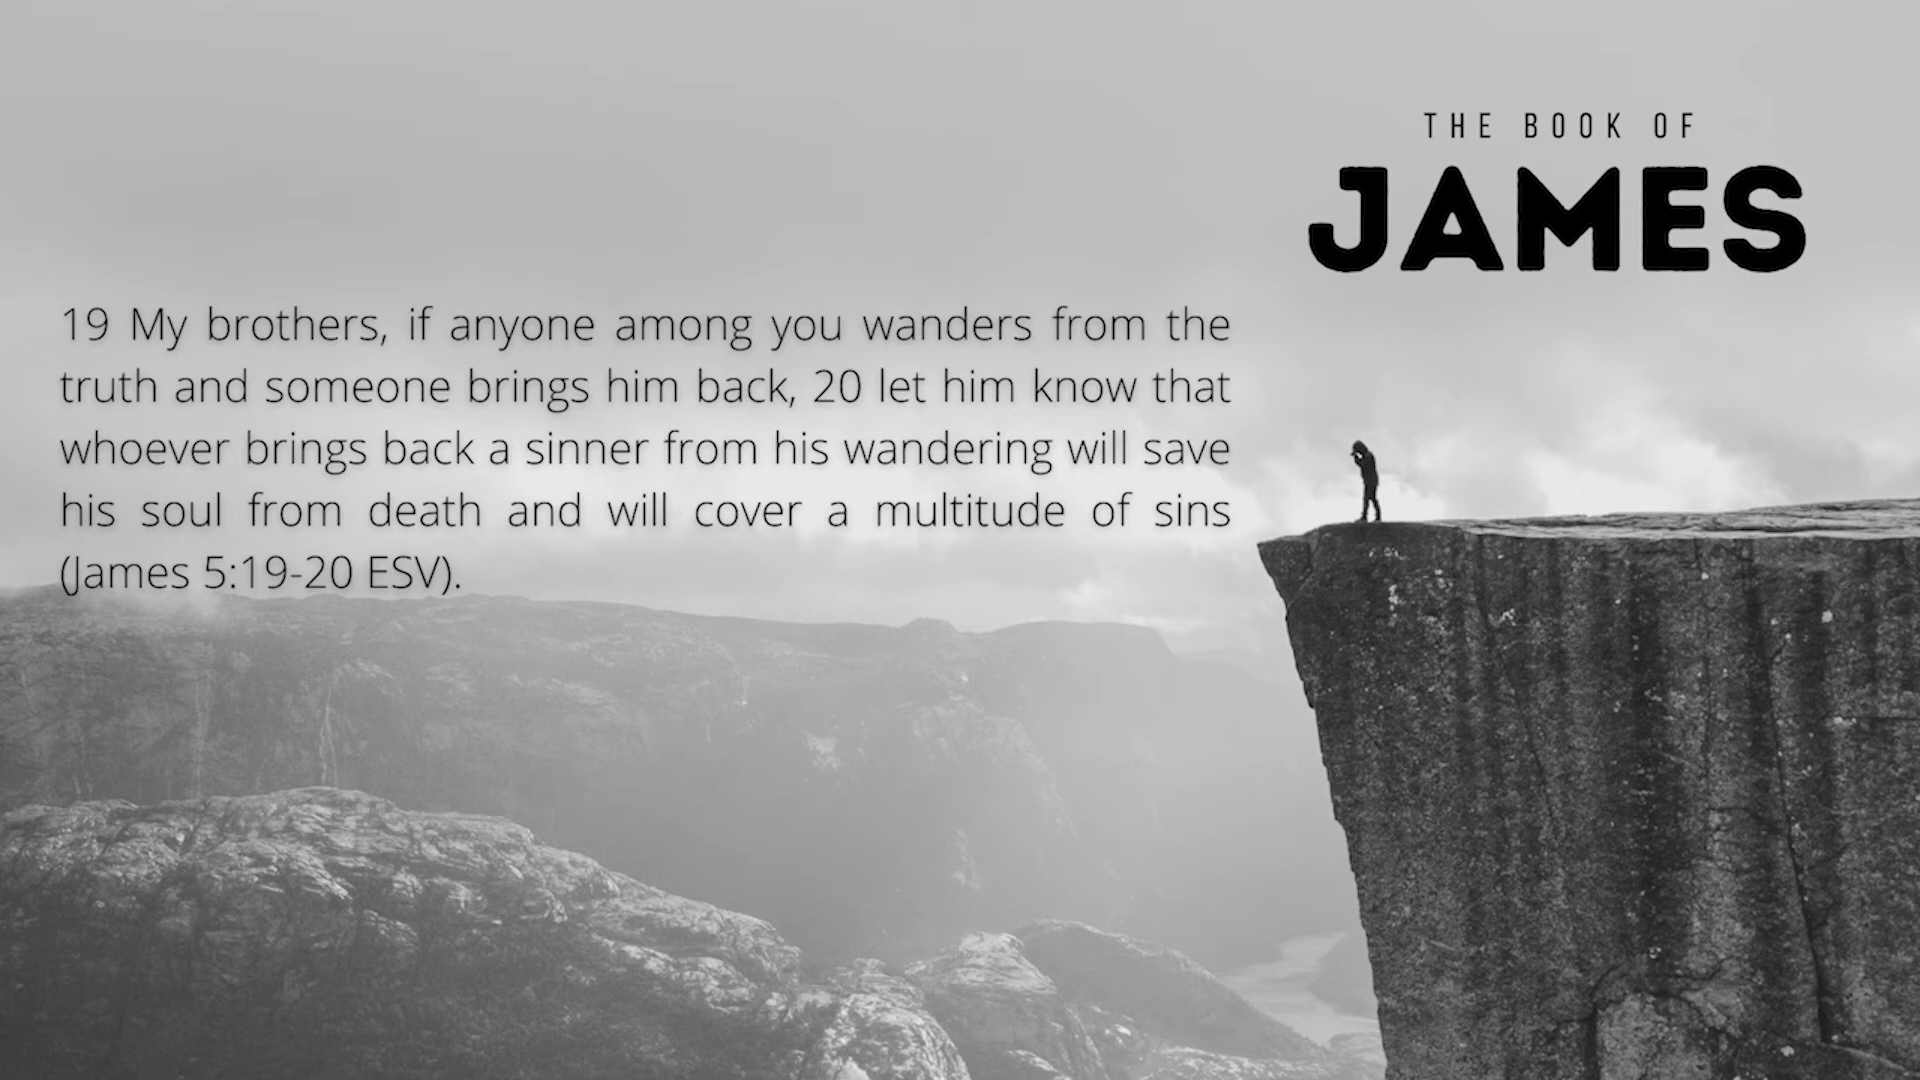 THE BOOK OF
JAMES
19 My brothers, if anyone among you wanders from the
truth and someone brings him back, 20 let him know that
whoever brings back a sinner from his wandering will save
his soul from death and will cover a multitude of sins
(James 5:19-20 ESV).